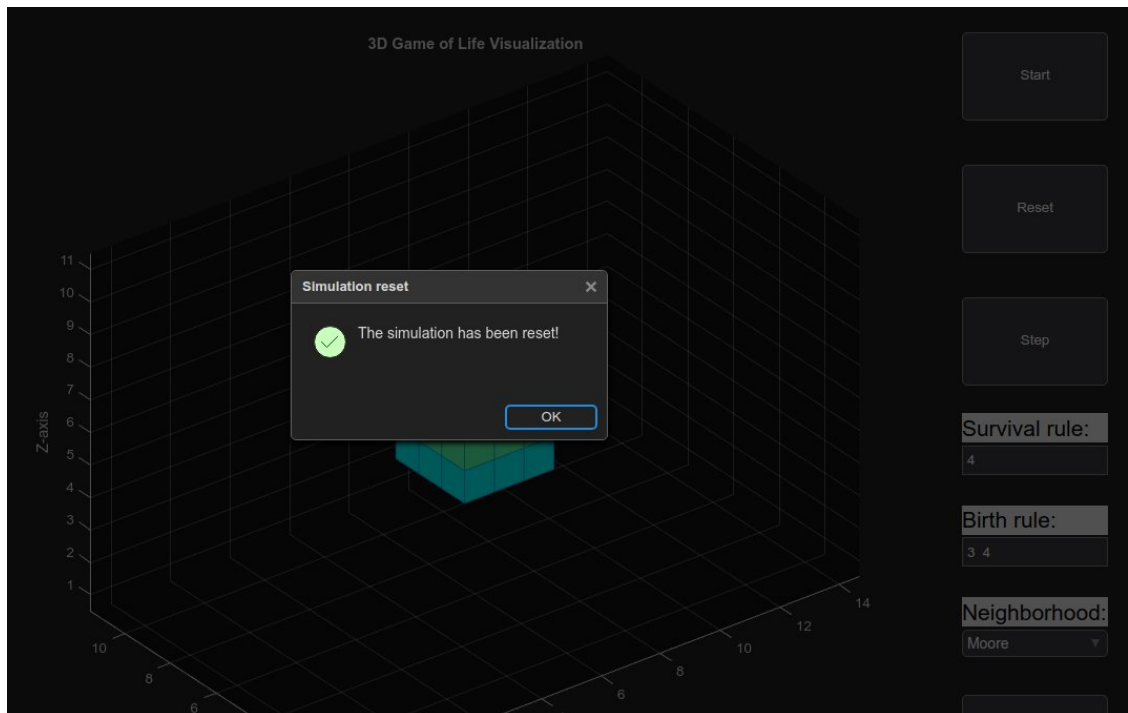 3D Game of Life Visualization
Start
Reset
Step
Survival rule:
4
Birth rule:
3 4
Neighborhood:
Moore
Simulation reset
The simulation has been reset!
OK
Z-axis
11
10
9
8
7
6
5
4
3
2
1
10
8
6
6
8
10
12
14